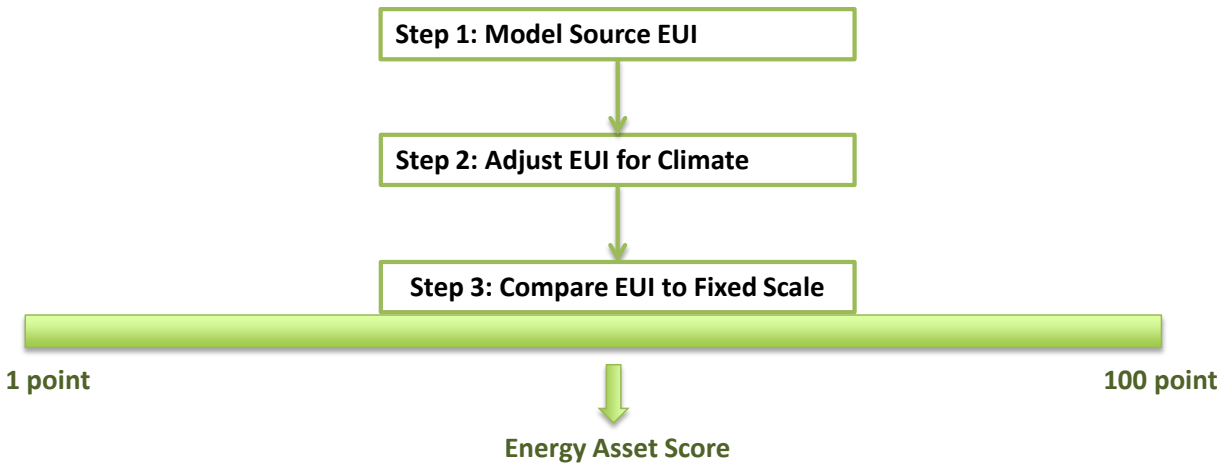 Step 1: Model Source EUI
Step 2: Adjust EUI for Climate
Step 3: Compare EUI to Fixed Scale
1 point
100 point
Energy Asset Score